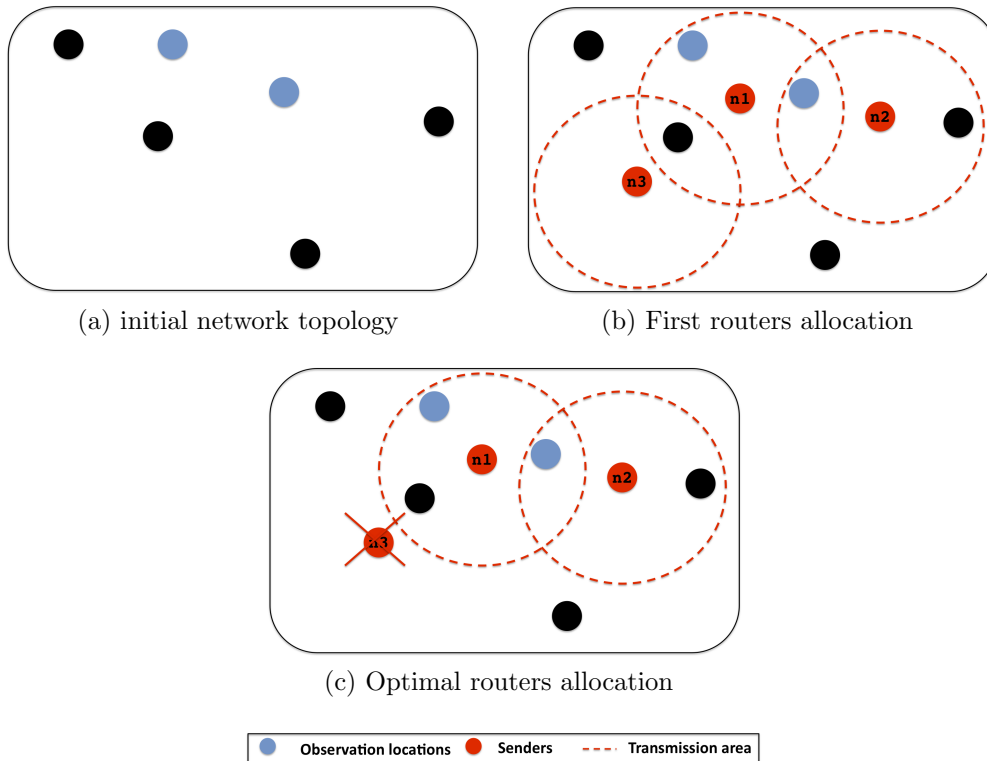 (a) initial network topology
n1
n2
n3
(b) First routers allocation
n1
n2
n3
(c) Optimal routers allocation
Observation locations Senders Transmission area